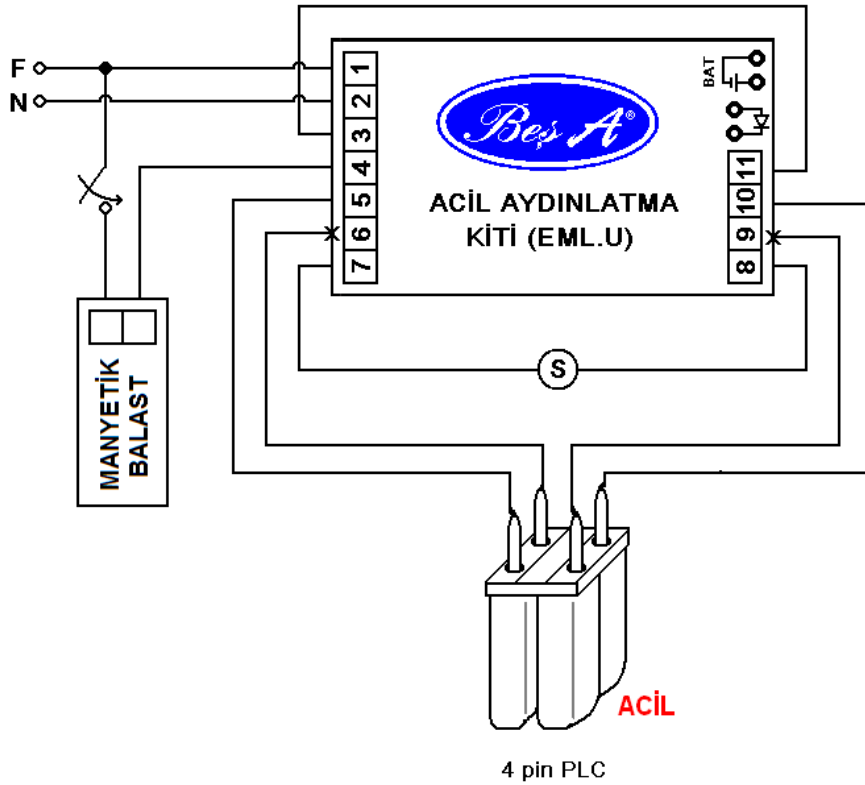 F
N
1
2
3
4
5
6
7
Beş A®
ACİL AYDINLATMA
KİTİ (EML.U)
BAT
11
10
9
8
MANYETİK
BALAST
S
ACİL
4 pin PLC